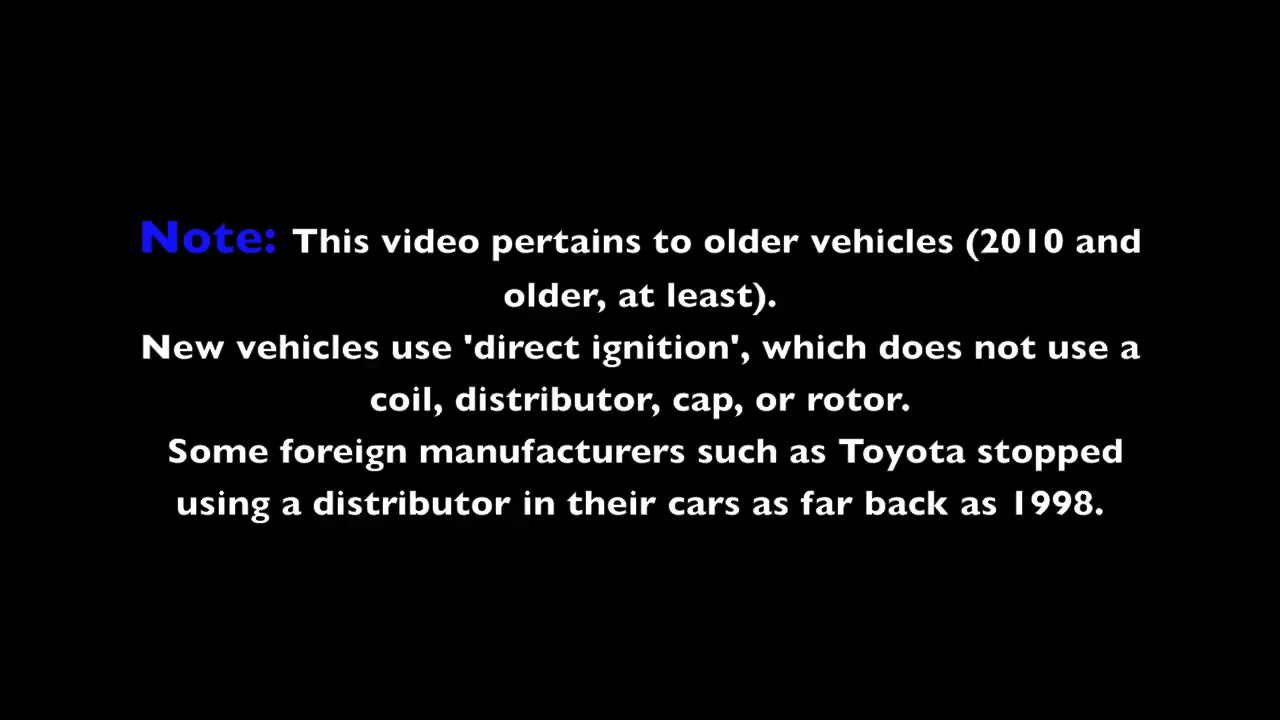 Note: This video pertains to older vehicles (2010 and
older, at least).
New vehicles use 'direct ignition', which does not use a
coil, distributor, cap, or rotor.
Some foreign manufacturers such as Toyota stopped
using a distributor in their cars as far back as 1998.